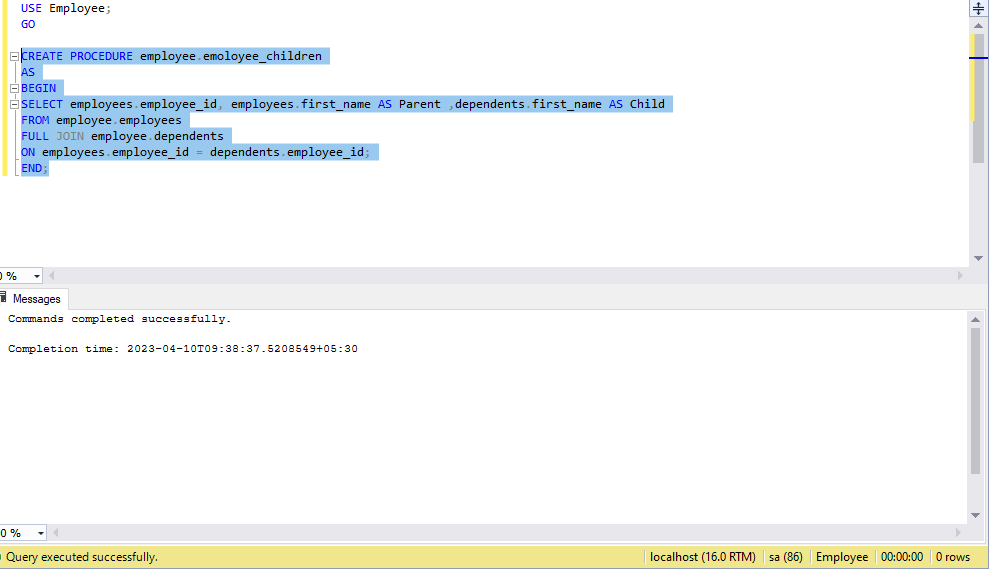 USE Employee;
GO
CREATE PROCEDURE employee.emoloyee_children
AS
BEGIN
SELECT employees.employee_id, employees.first_name AS Parent ,dependents.first_name AS Child
FROM employee.employees
FULL JOIN employee.dependents
ON employees.employee_id = dependents.employee_id;
END;
0 %
Messages
Commands completed successfully.
Completion time: 2023-04-10T09:38:37.5208549+05:30
0 %
Query executed successfully.
localhost (16.0 RTM)
sa (86)
Employee
00:00:00
0 rows